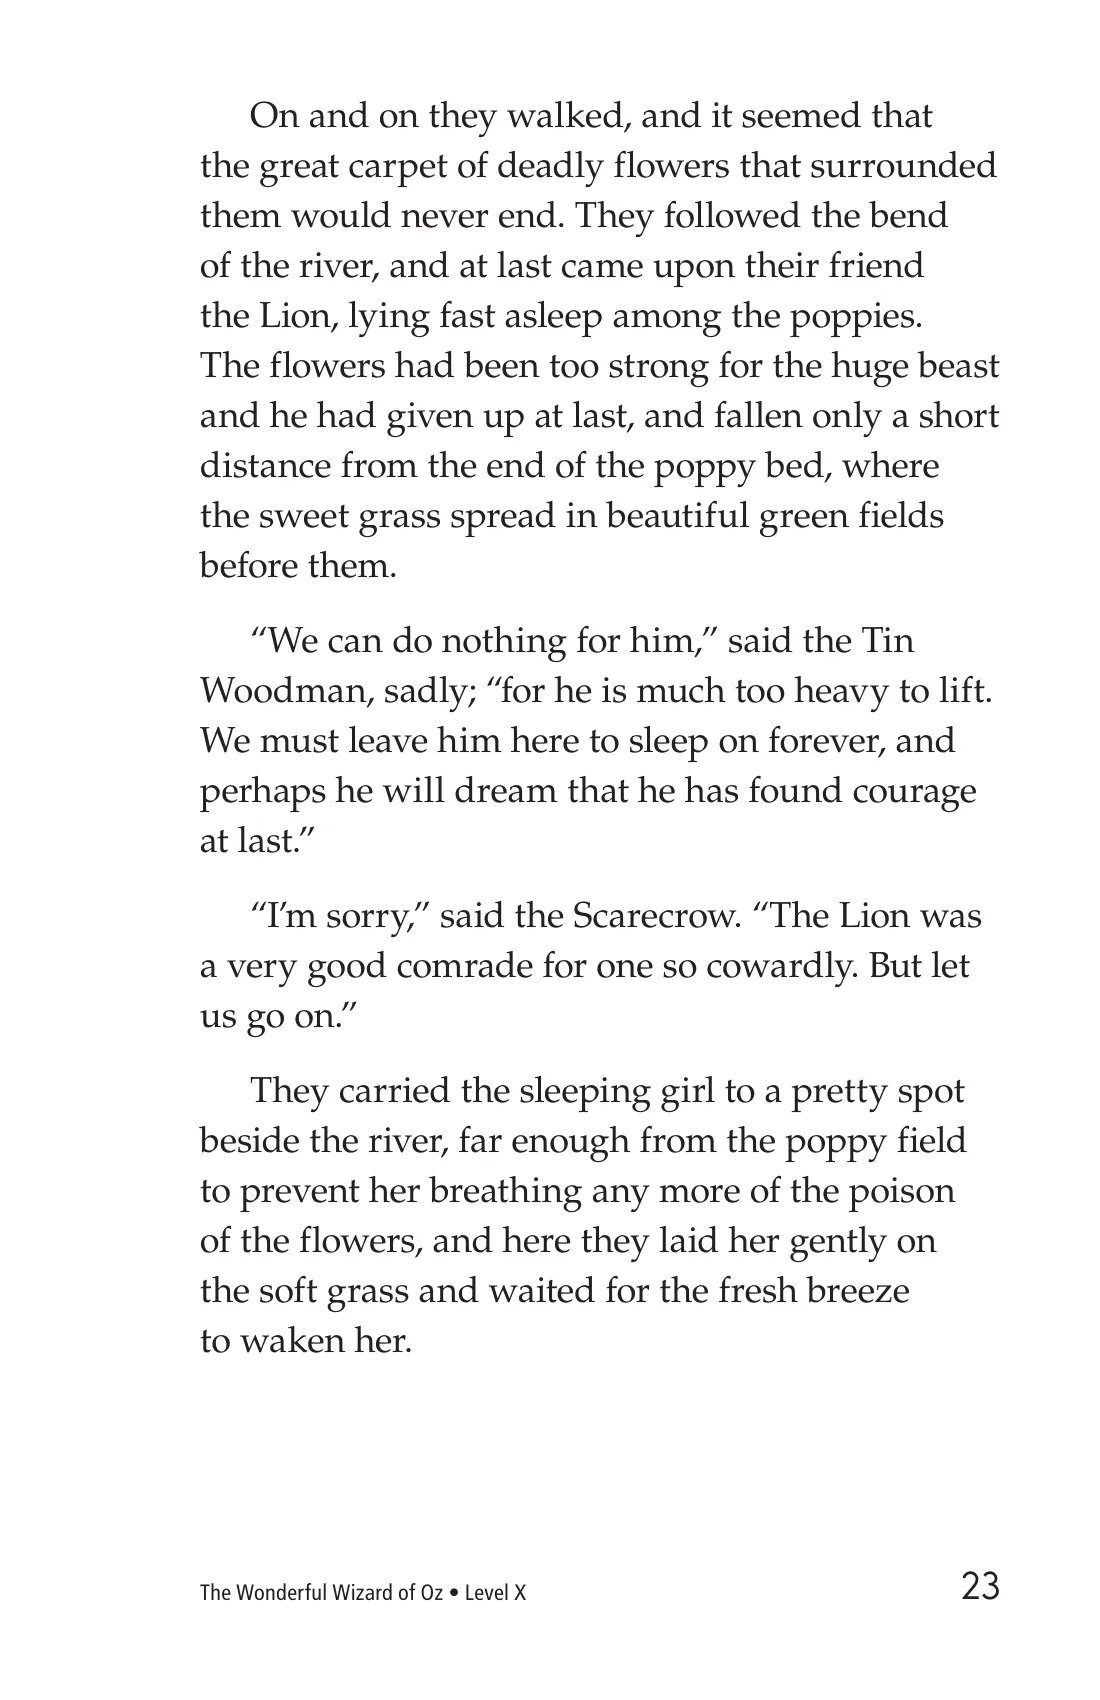 On and on they walked, and it seemed that
the great carpet of deadly flowers that surrounded
them would never end. They followed the bend
of the river, and at last came upon their friend
the Lion, lying fast asleep among the poppies.
The flowers had been too strong for the huge beast
and he had given up at last, and fallen only a short
distance from the end of the poppy bed, where
the sweet grass spread in beautiful green fields
before them.
“We can do nothing for him,” said the Tin
Woodman, sadly; “for he is much too heavy to lift.
We must leave him here to sleep on forever, and
perhaps he will dream that he has found courage
at last.”
“I’m sorry,” said the Scarecrow. “The Lion was
a very good comrade for one so cowardly. But let
us go on.”
They carried the sleeping girl to a pretty spot
beside the river, far enough from the poppy field
to prevent her breathing any more of the poison
of the flowers, and here they laid her gently on
the soft grass and waited for the fresh breeze
to waken her.
The Wonderful Wizard of Oz • Level X
23